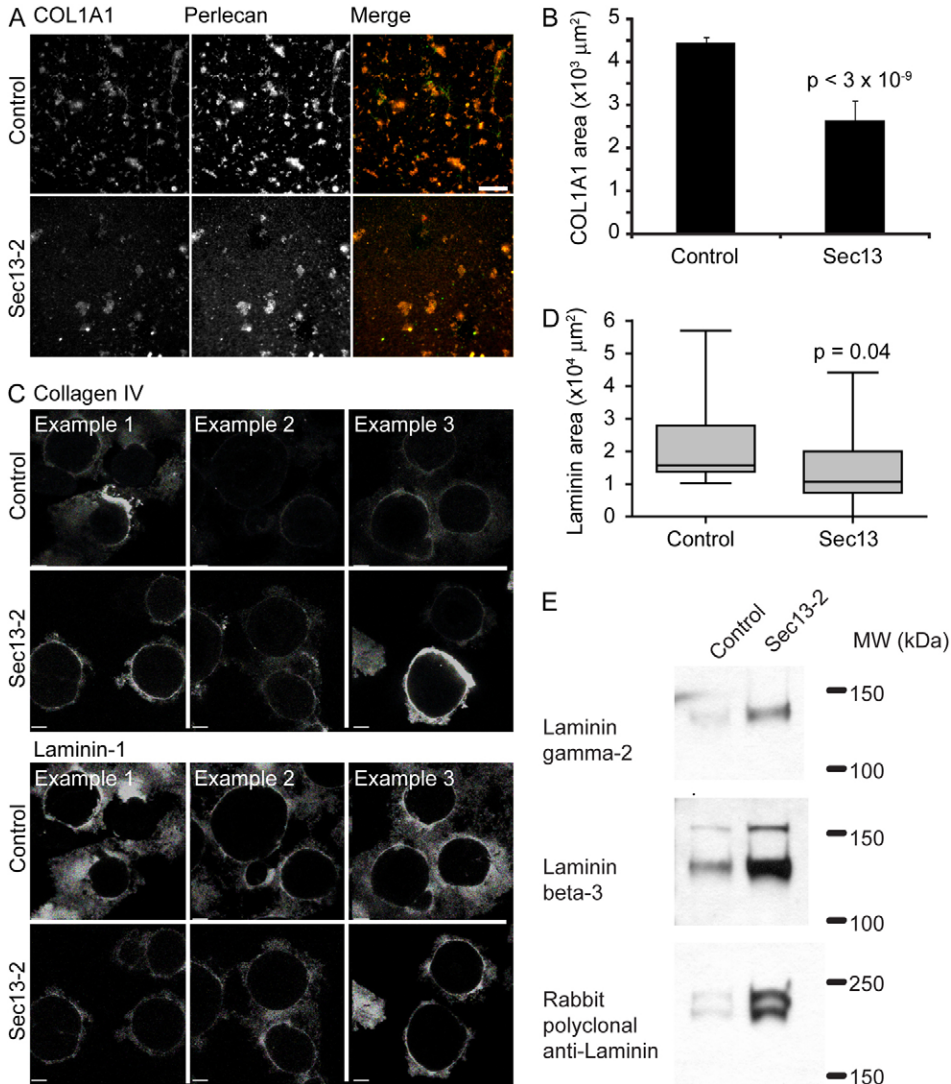 A COL1A1 Perlecan Merge
Control
Sec13-2
B
COL1A1 area (x10³ µm²)
5
4
3
2
1
0
p < 3 x 10⁻⁹
Control Sec13
C Collagen IV
Example 1 Example 2 Example 3
Control
Sec13-2
Laminin-1
Example 1 Example 2 Example 3
Control
Sec13-2
D
Laminin area (x10⁴ µm²)
6
5
4
3
2
1
0
p = 0.04
Control Sec13
E
Control Sec13-2 MW (kDa)
Laminin
gamma-2
150
100
Laminin
beta-3
150
100
Rabbit
polyclonal
anti-Laminin
250
150